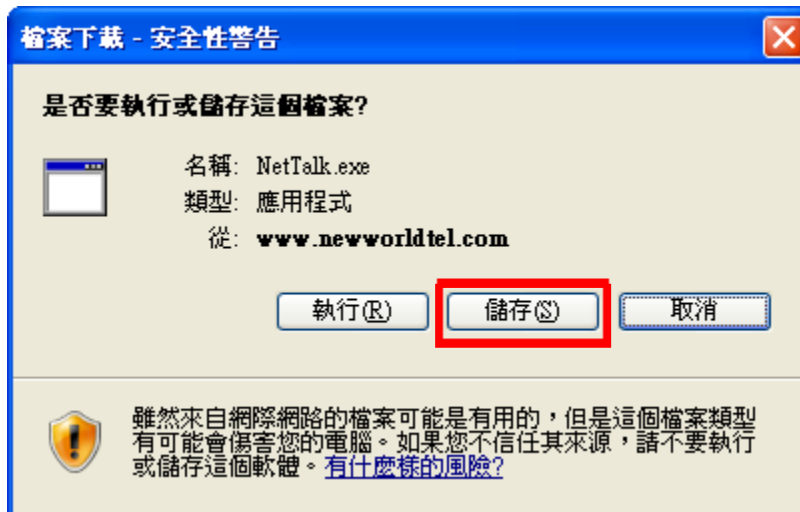 檔案下載 - 安全性警告
是否要執行或儲存這個檔案?
名稱: NetTalk.exe
類型: 應用程式
從: www.newworldtel.com
執行(R) 儲存(S) 取消
雖然來自網際網路的檔案可能是有用的，但是這個檔案類型
有可能會傷害您的電腦。如果您不信任其來源，請不要執行
或儲存這個軟體。有什麼樣的風險?